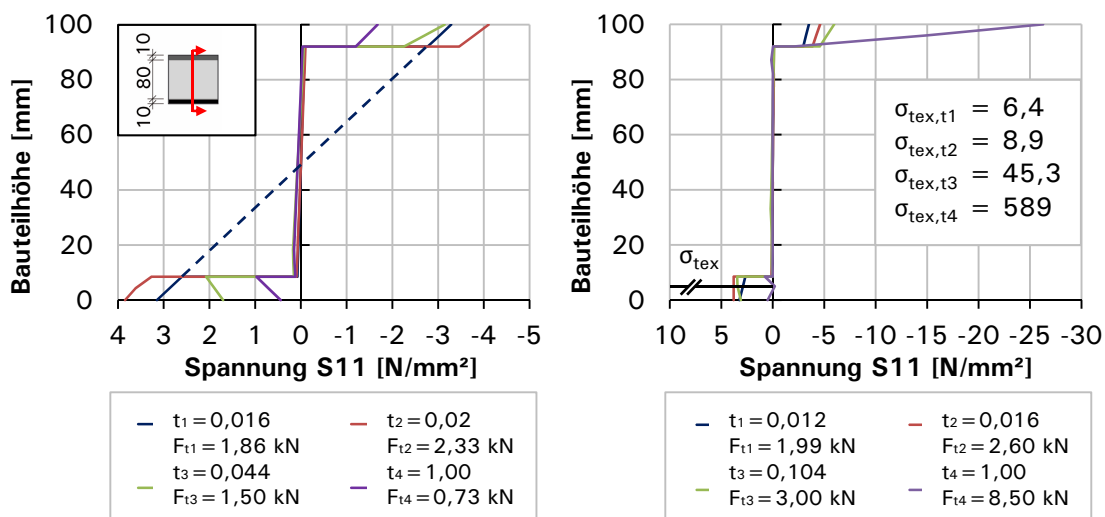 Bauteilhöhe [mm]
100
80
60
40
20
0
10
80
10
4 3 2 1 0 -1 -2 -3 -4 -5
Spannung S11 [N/mm²]
t1=0,016
Ft1=1,86 kN
t2=0,02
Ft2=2,33 kN
t3=0,044
Ft3=1,50 kN
t4=1,00
Ft4=0,73 kN
Bauteilhöhe [mm]
100
80
60
40
20
0
σtex,t1 = 6,4
σtex,t2 = 8,9
σtex,t3 = 45,3
σtex,t4 = 589
σtex
10 5 0 -5 -10 -15 -20 -25 -30
Spannung S11 [N/mm²]
t1=0,012
Ft1=1,99 kN
t2=0,016
Ft2=2,60 kN
t3=0,104
Ft3=3,00 kN
t4=1,00
Ft4=8,50 kN